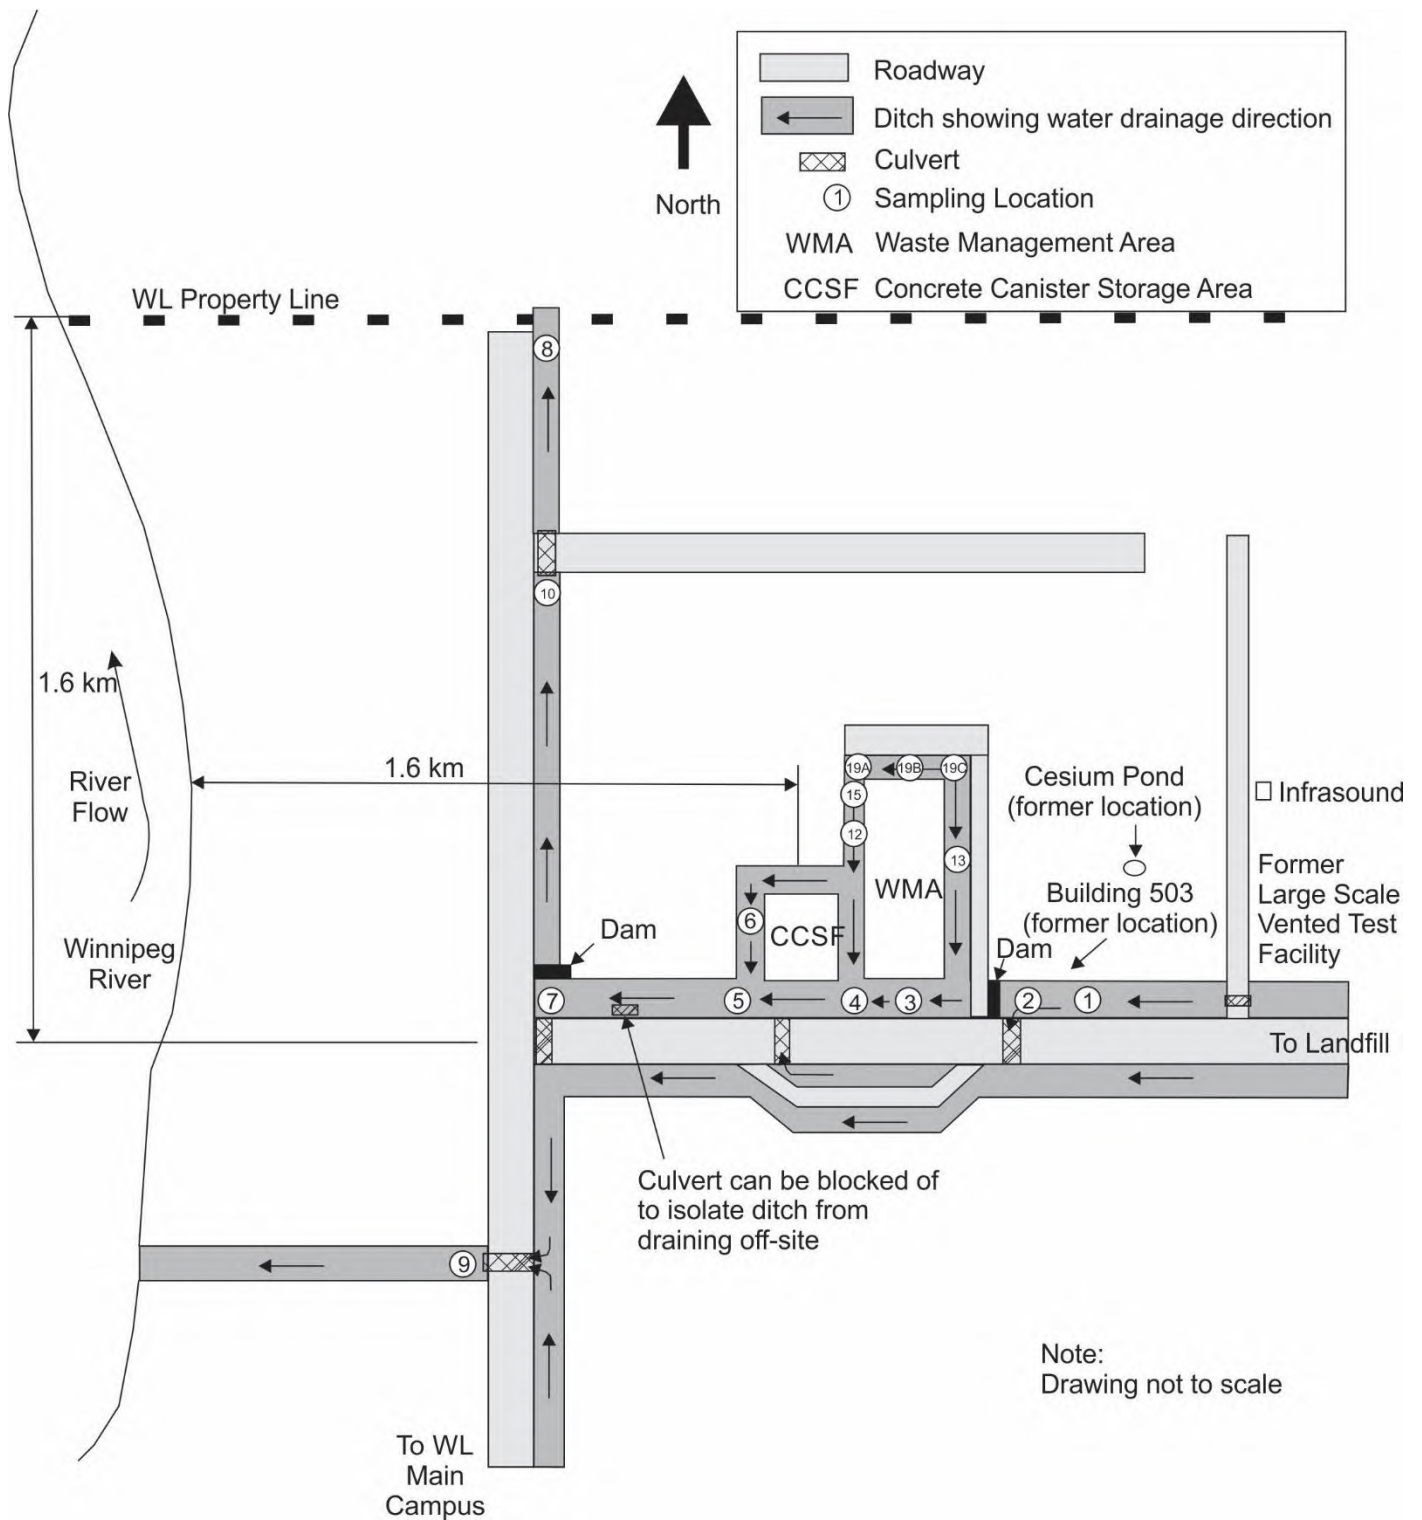 Roadway
Ditch showing water drainage direction
Culvert
1 Sampling Location
WMA Waste Management Area
CCSF Concrete Canister Storage Area
North
WL Property Line
8
10
1.6 km
1.6 km
River
Flow
Winnipeg
River
19A
19B
19C
15
12
13
WMA
6
CCSF
Cesium Pond
(former location)
Infrasound
Building 503
(former location)
Former
Large Scale
Vented Test
Facility
Dam
Dam
7
5
4
3
2
1
To Landfill
Culvert can be blocked of
to isolate ditch from
draining off-site
9
Note:
Drawing not to scale
To WL
Main
Campus